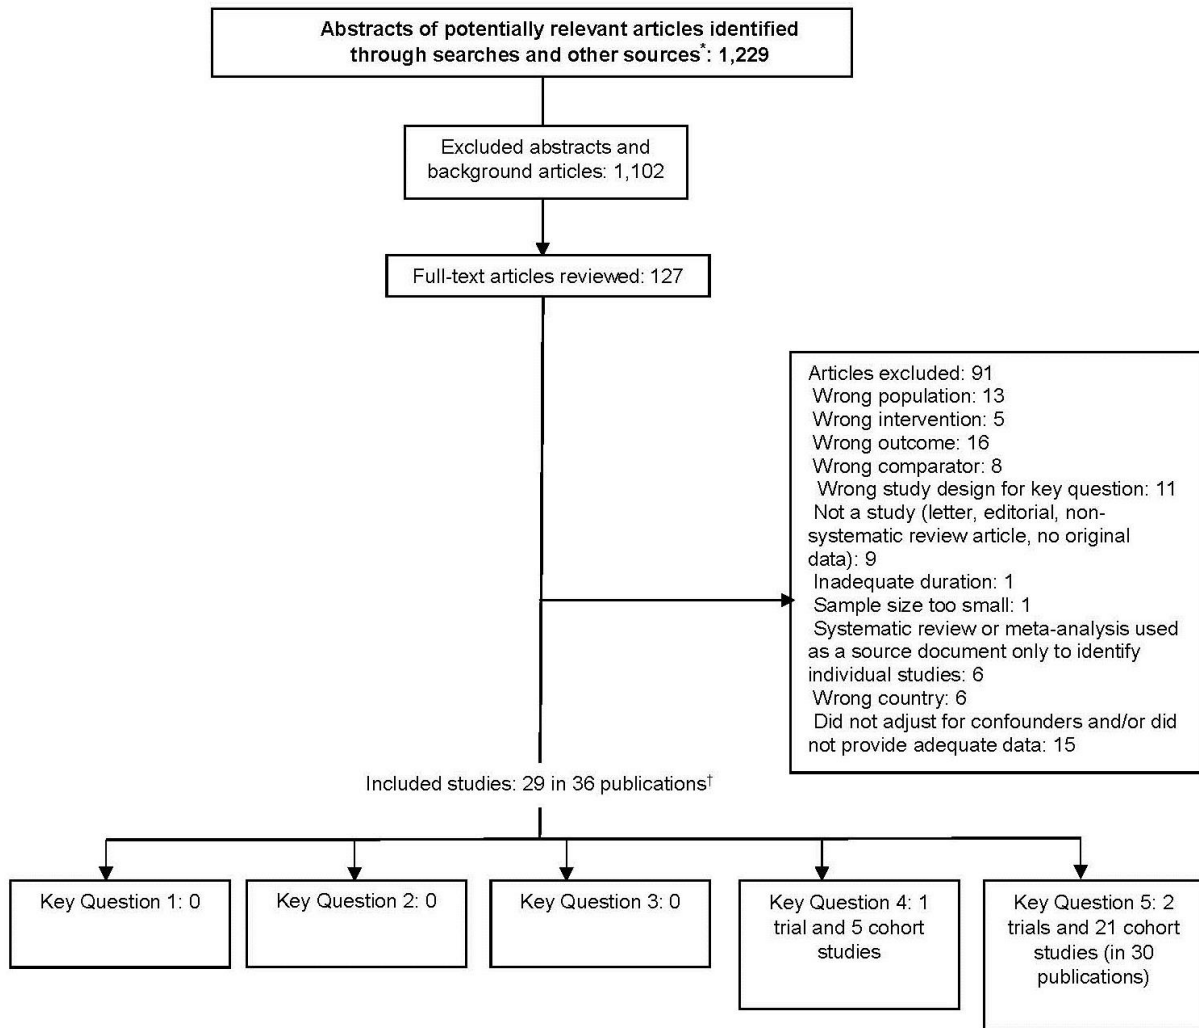 Abstracts of potentially relevant articles identified
through searches and other sources*: 1,229
Excluded abstracts and
background articles: 1,102
Full-text articles reviewed: 127
Articles excluded: 91
Wrong population: 13
Wrong intervention: 5
Wrong outcome: 16
Wrong comparator: 8
Wrong study design for key question: 11
Not a study (letter, editorial, non-
systematic review article, no original
data): 9
Inadequate duration: 1
Sample size too small: 1
Systematic review or meta-analysis used
as a source document only to identify
individual studies: 6
Wrong country: 6
Did not adjust for confounders and/or did
not provide adequate data: 15
Included studies: 29 in 36 publications†
Key Question 1: 0
Key Question 2: 0
Key Question 3: 0
Key Question 4: 1
trial and 5 cohort
studies
Key Question 5: 2
trials and 21 cohort
studies (in 30
publications)